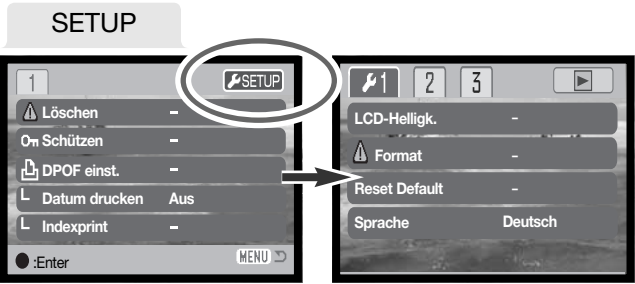 SETUP
1 SETUP
Löschen –
Schützen –
DPOF einst. –
Datum drucken Aus
Indexprint –
:Enter MENU
1 2 3
LCD-Helligk. –
Format –
Reset Default –
Sprache Deutsch